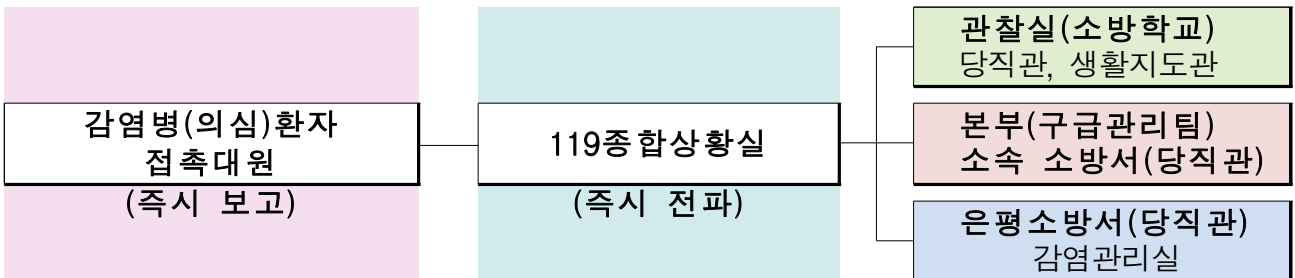 감염병(의심)환자
접촉대원
(즉시 보고)
119종합상황실
(즉시 전파)
관찰실(소방학교)
당직관, 생활지도관
본부(구급관리팀)
소속 소방서(당직관)
은평소방서(당직관)
감염관리실